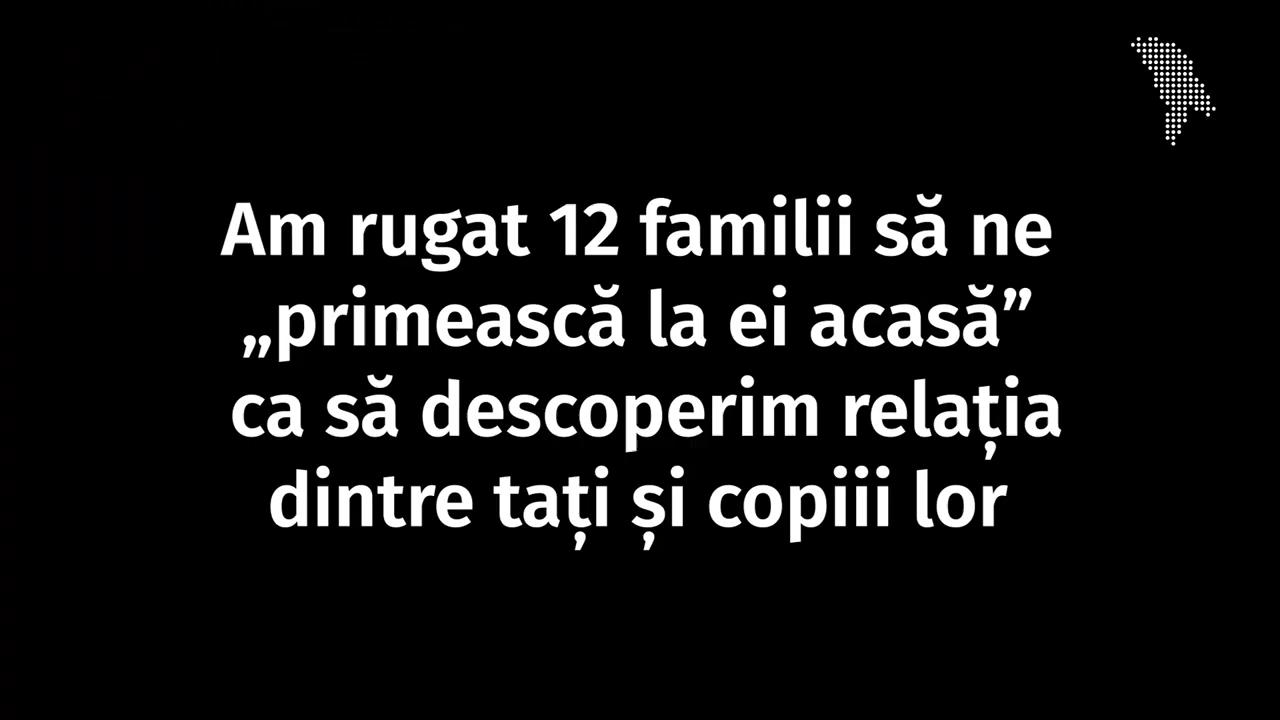 Am rugat 12 familii să ne
„primească la ei acasă”
ca să descoperim relația
dintre tați și copiii lor